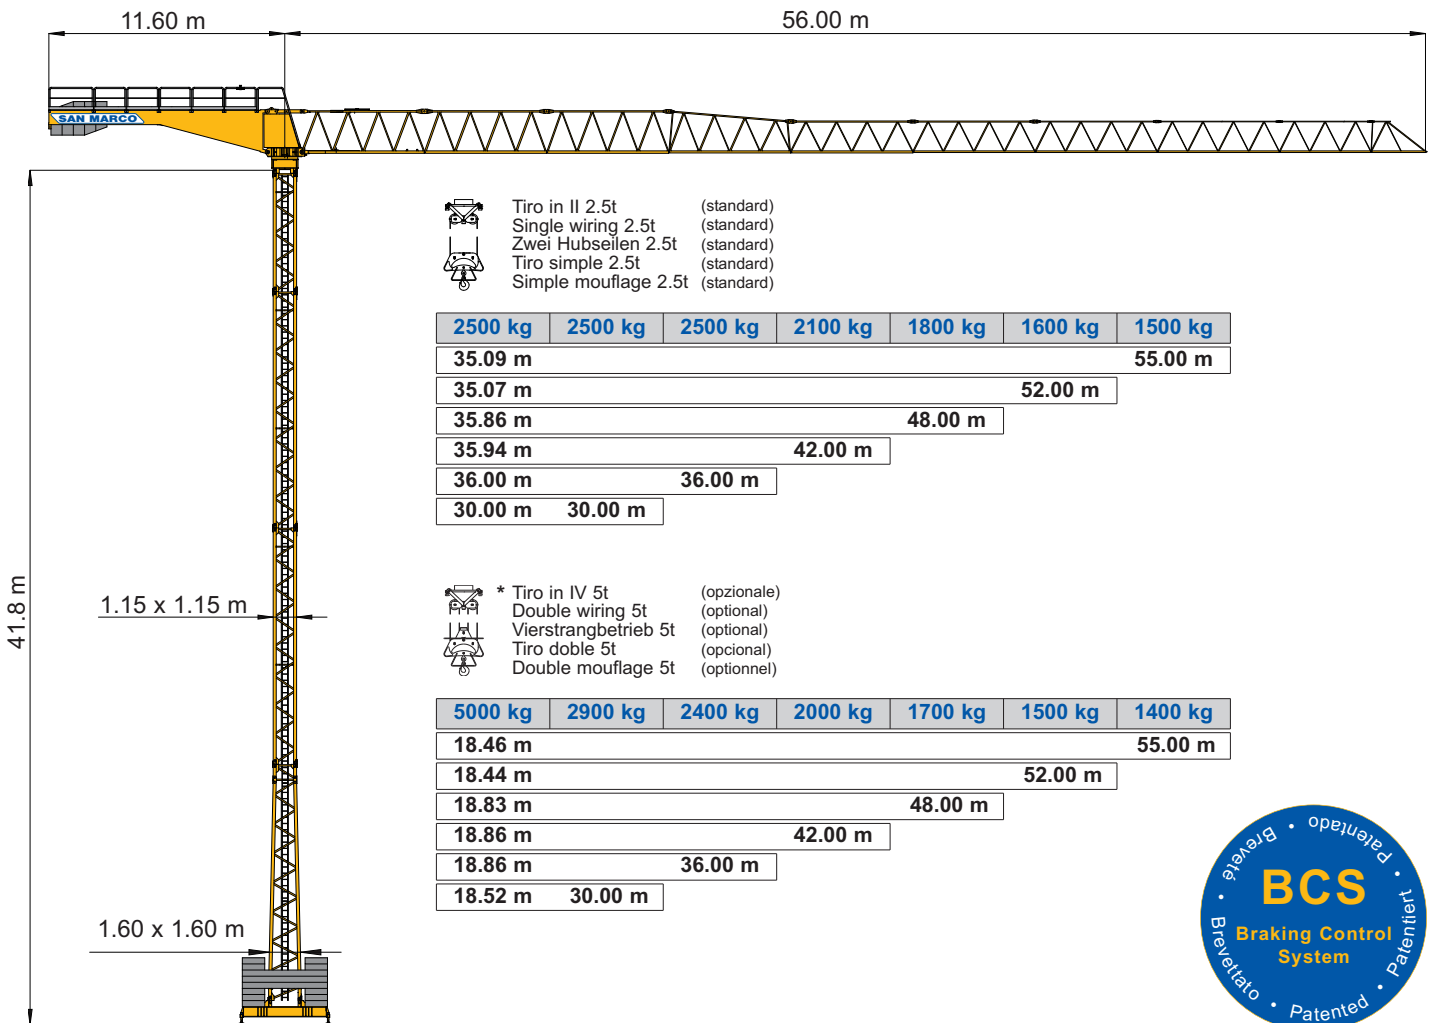 11.60 m
56.00 m
SAN MARCO
41.8 m
1.15 x 1.15 m
1.60 x 1.60 m
Tiro in II 2.5t (standard)
Single wiring 2.5t (standard)
Zwei Hubseilen 2.5t (standard)
Tiro simple 2.5t (standard)
Simple mouflage 2.5t (standard)
2500 kg 2500 kg 2500 kg 2100 kg 1800 kg 1600 kg 1500 kg
35.09 m 55.00 m
35.07 m 52.00 m
35.86 m 48.00 m
35.94 m 42.00 m
36.00 m 36.00 m
30.00 m 30.00 m
* Tiro in IV 5t (opzionale)
Double wiring 5t (optional)
Vierstrangbetrieb 5t (optional)
Tiro doble 5t (opcional)
Double mouflage 5t (optionnel)
5000 kg 2900 kg 2400 kg 2000 kg 1700 kg 1500 kg 1400 kg
18.46 m 55.00 m
18.44 m 52.00 m
18.83 m 48.00 m
18.86 m 42.00 m
18.86 m 36.00 m
18.52 m 30.00 m
BCS
Braking Control
System
Brevettato • Breveté • Patentado • Patentiert • Patented •